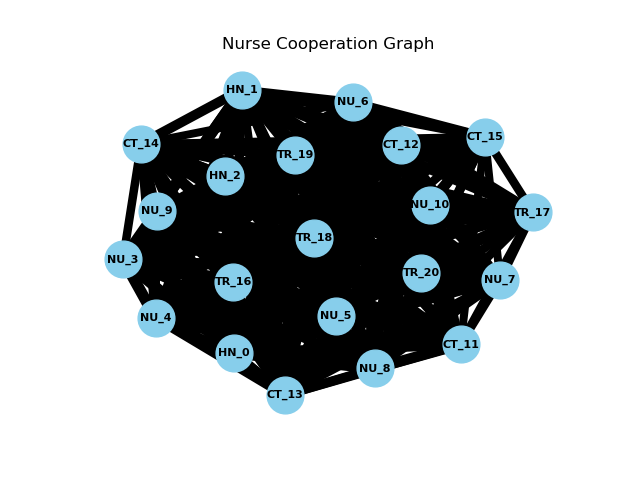 Nurse Cooperation Graph
HN_1
NU_6
CT_14
CT_12
CT_15
TR_19
HN_2
NU_9
NU_10
TR_17
TR_18
NU_3
TR_16
TR_20
NU_7
NU_4
NU_5
HN_0
CT_11
NU_8
CT_13